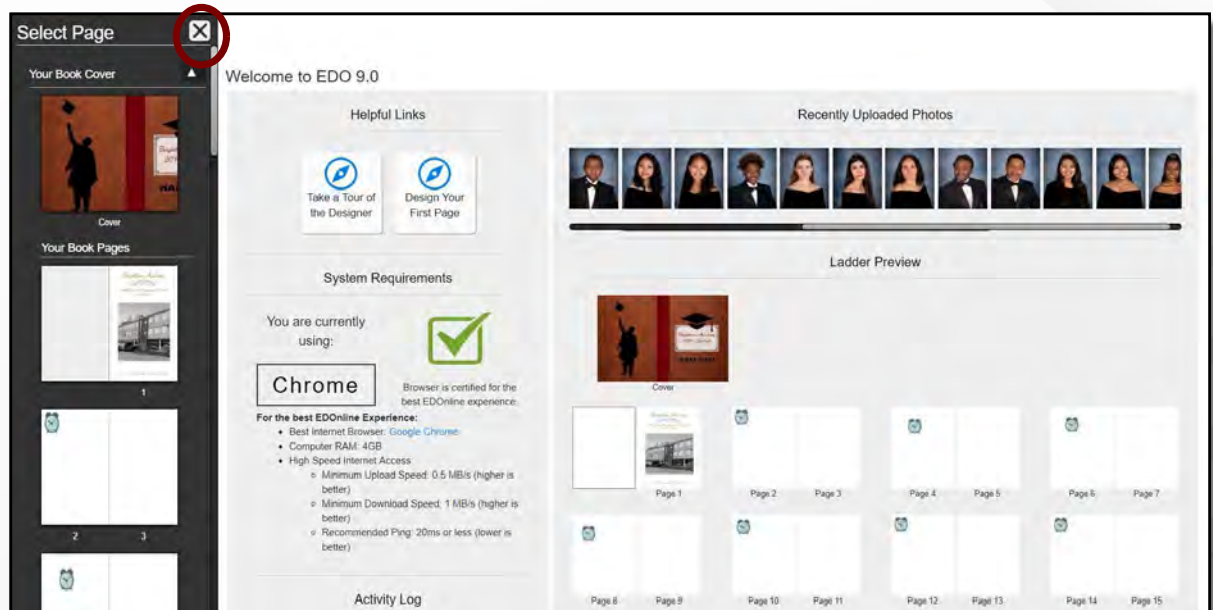 Select Page
Your Book Cover
Cover
Your Book Pages
1
2 3
Welcome to EDO 9.0
Helpful Links
Take a Tour of
the Designer
Design Your
First Page
System Requirements
You are currently
using:
Chrome
Browser is certified for the
best EDOnline experience.
For the best EDOnline Experience:
Best Internet Browser: Google Chrome
Computer RAM: 4GB
High Speed Internet Access
Minimum Upload Speed: 0.5 MB/s (higher is
better)
Minimum Download Speed: 1 MB/s (higher is
better)
Recommended Ping: 20ms or less (lower is
better)
Activity Log
Recently Uploaded Photos
Ladder Preview
Cover
Page 1 Page 2 Page 3 Page 4 Page 5 Page 6 Page 7
Page 8 Page 9 Page 10 Page 11 Page 12 Page 13 Page 14 Page 15